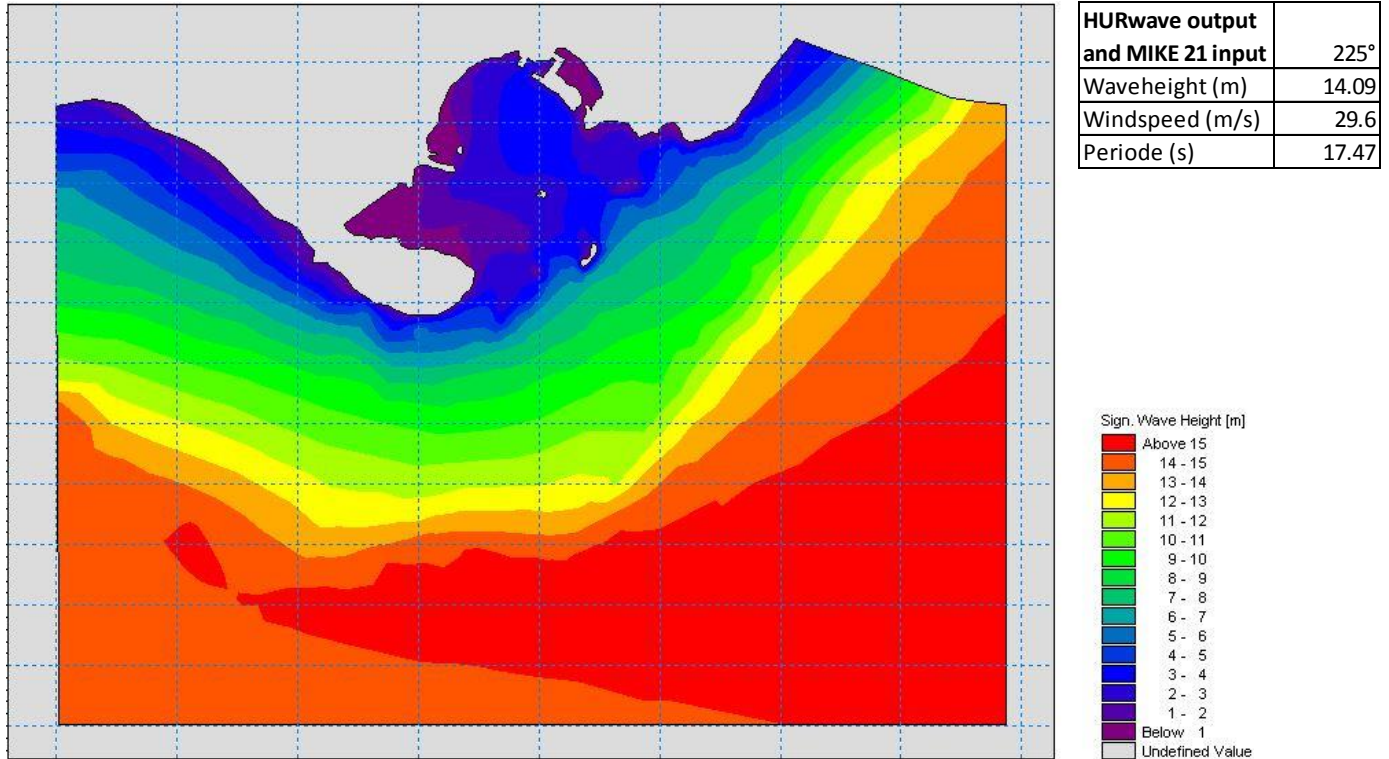 HURwave output
and MIKE 21 input 225°
Waveheight (m) 14.09
Windspeed (m/s) 29.6
Periode (s) 17.47
Sign. Wave Height [m]
Above 15
14 - 15
13 - 14
12 - 13
11 - 12
10 - 11
9 - 10
8 - 9
7 - 8
6 - 7
5 - 6
4 - 5
3 - 4
2 - 3
1 - 2
Below 1
Undefined Value